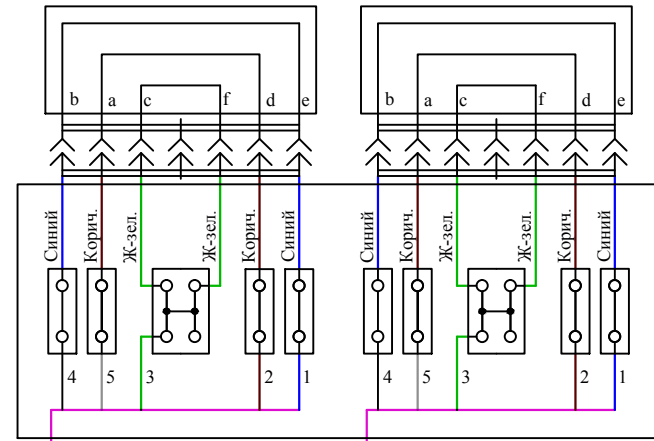 b a c f d e b a c f d e
Синий Корич. Ж-зел. Ж-зел. Корич. Синий Синий Корич. Ж-зел. Ж-зел. Корич. Синий
4 5 3 2 1 4 5 3 2 1